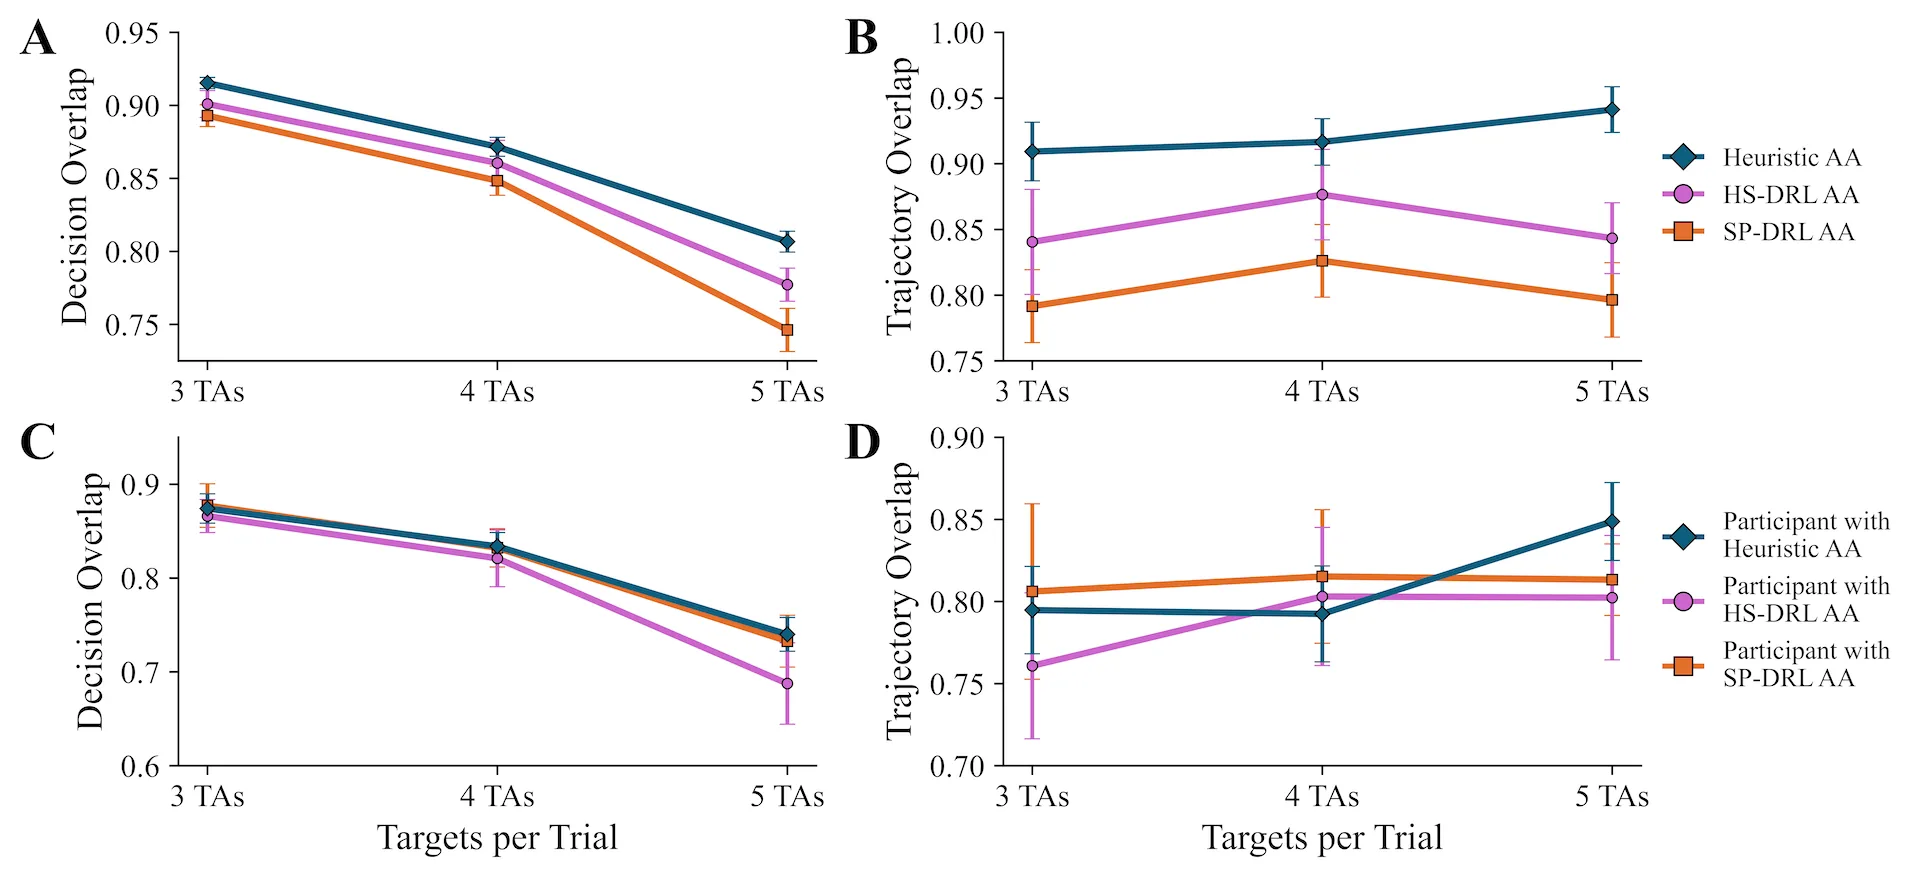 A
Decision Overlap
0.95
0.90
0.85
0.80
0.75
3 TAs
4 TAs
5 TAs
B
Trajectory Overlap
1.00
0.95
0.90
0.85
0.80
0.75
3 TAs
4 TAs
5 TAs
Heuristic AA
HS-DRL AA
SP-DRL AA
C
Decision Overlap
0.9
0.8
0.7
0.6
3 TAs
4 TAs
5 TAs
Targets per Trial
D
Trajectory Overlap
0.90
0.85
0.80
0.75
0.70
3 TAs
4 TAs
5 TAs
Targets per Trial
Participant with
Heuristic AA
Participant with
HS-DRL AA
Participant with
SP-DRL AA